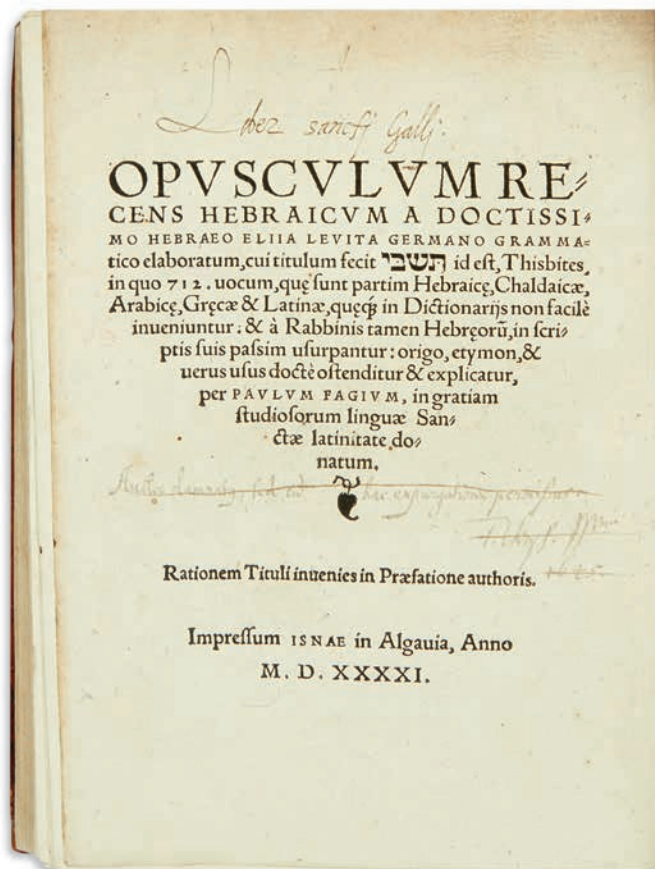 Liber sancti Galli.
OPVSCVLVM RE⸗
CENS HEBRAICVM A DOCTISSI⸗
MO HEBRAEO ELIIA LEVITA GERMANO GRAMMA⸗
tico elaboratum, cui titulum fecit תשבי id est, Thisbites,
in quo 712. uocum, quę sunt partim Hebraicę, Chaldaicæ,
Arabicę, Gręcæ & Latinæ, quęq́; in Dictionarijs non facilè
inueniuntur: & à Rabbinis tamen Hebręorũ, in scri⸗
ptis suis passim usurpantur: origo, etymon, &
uerus usus doctè ostenditur & explicatur,
per PAVLVM FAGIVM, in gratiam
studiosorum linguæ San⸗
ctæ latinitate do⸗
natum.
Rationem Tituli inuenies in Præfatione authoris.
Impressum ISNAE in Algauia, Anno
M. D. XXXXI.